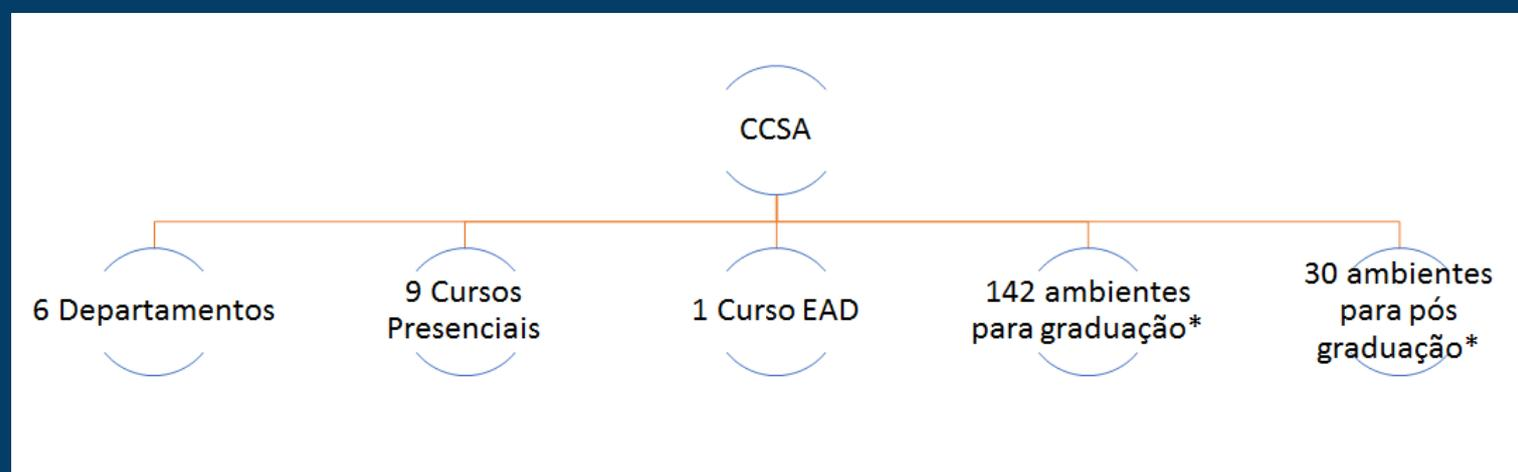 CCSA
6 Departamentos
9 Cursos
Presenciais
1 Curso EAD
142 ambientes
para graduação*
30 ambientes
para pós
graduação*